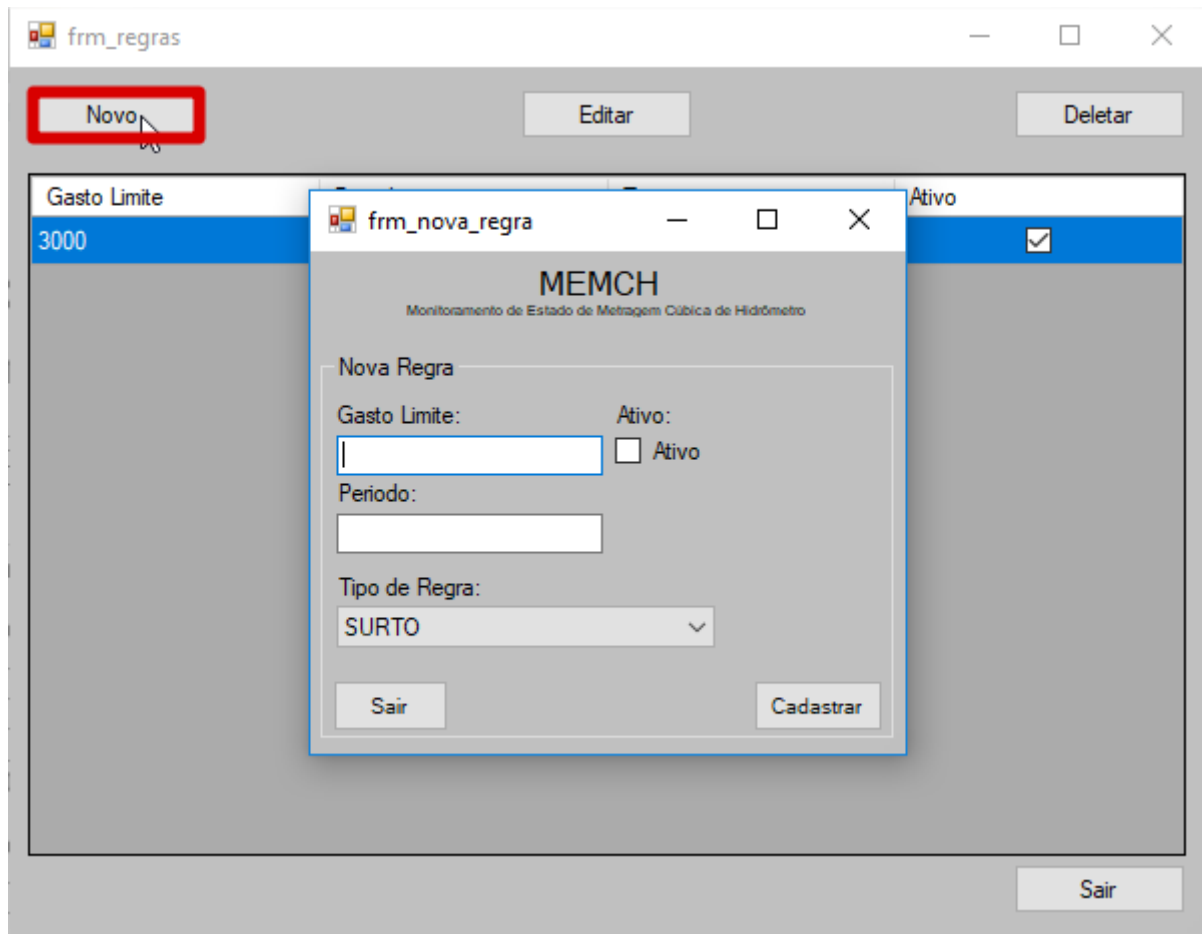 frm_regras
Novo Editar Deletar
Gasto Limite Ativo
3000
frm_nova_regra
MEMCH
Monitoramento de Estado de Metragem Cúbica de Hidrômetro
Nova Regra
Gasto Limite: Ativo:
Ativo
Periodo:
Tipo de Regra:
SURTO
Sair Cadastrar
Sair